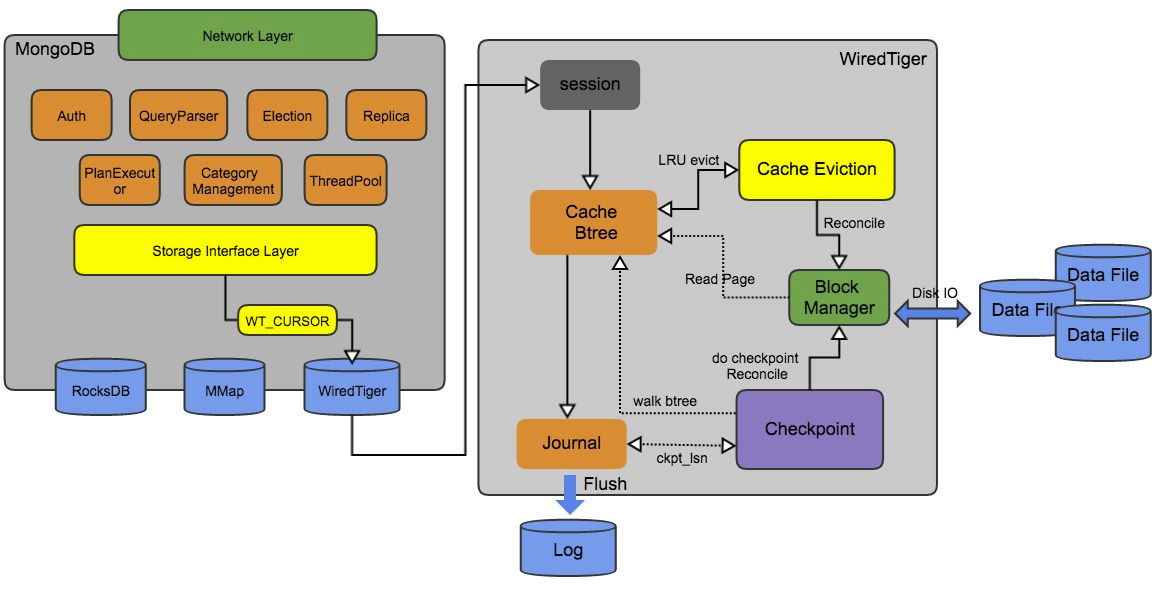 Network Layer
MongoDB
Auth
QueryParser
Election
Replica
PlanExecut
or
Category
Management
ThreadPool
Storage Interface Layer
WT_CURSOR
RocksDB
MMap
WiredTiger
WiredTiger
session
LRU evict
Cache Eviction
Cache
Btree
Reconcile
Read Page
Block
Manager
Disk IO
Data File
Data File
Data File
do checkpoint
Reconcile
walk btree
Checkpoint
Journal
ckpt_lsn
Flush
Log